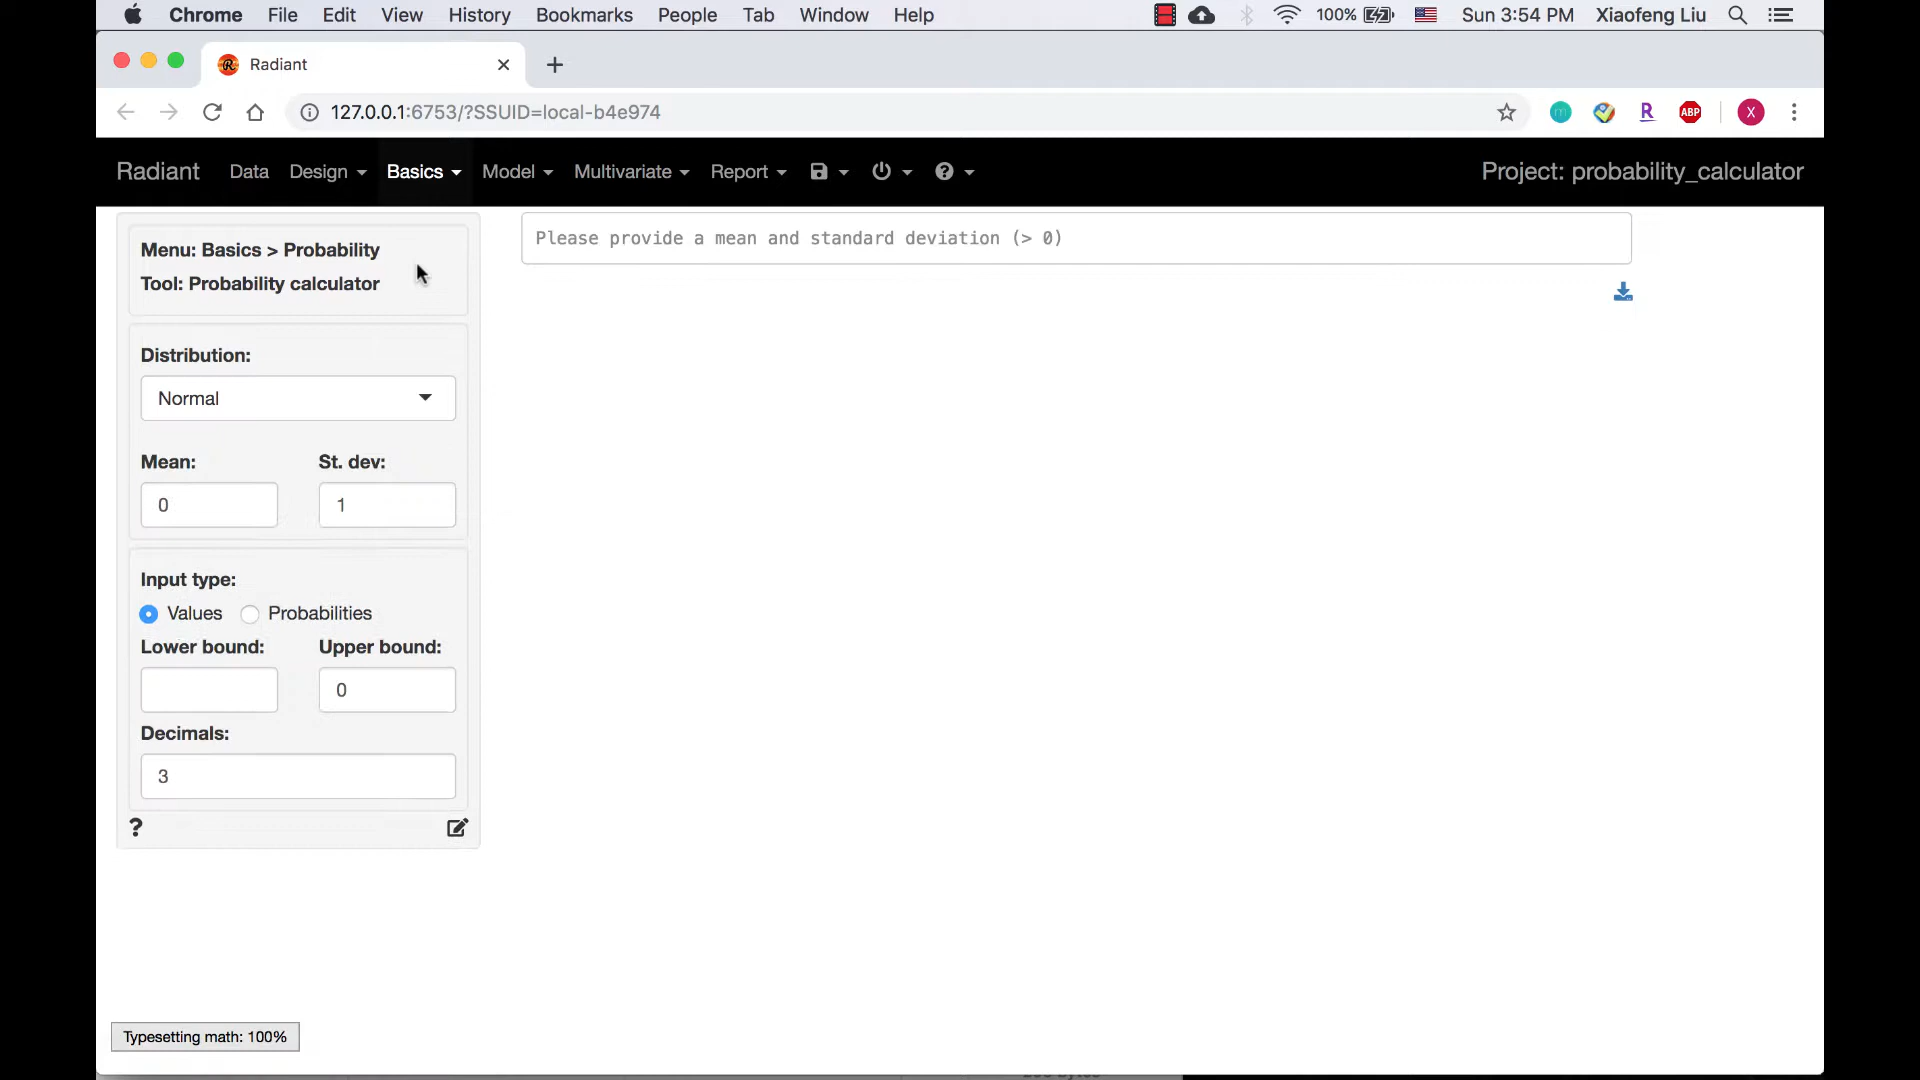 Chrome File Edit View History Bookmarks People Tab Window Help 100% Sun 3:54 PM Xiaofeng Liu
R Radiant
127.0.0.1:6753/?SSUID=local-b4e974 m R ABP X
Radiant Data Design Basics Model Multivariate Report ? Project: probability_calculator
Menu: Basics > Probability
Tool: Probability calculator
Please provide a mean and standard deviation (> 0)
Distribution:
Normal
Mean: St. dev:
0 1
Input type:
Values Probabilities
Lower bound: Upper bound:
0
Decimals:
3
?
Typesetting math: 100%